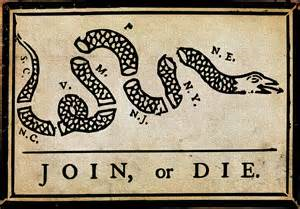 S.C.
N.C.
V.
M.
P.
N.J.
N.Y.
N.E.
JOIN, or DIE.